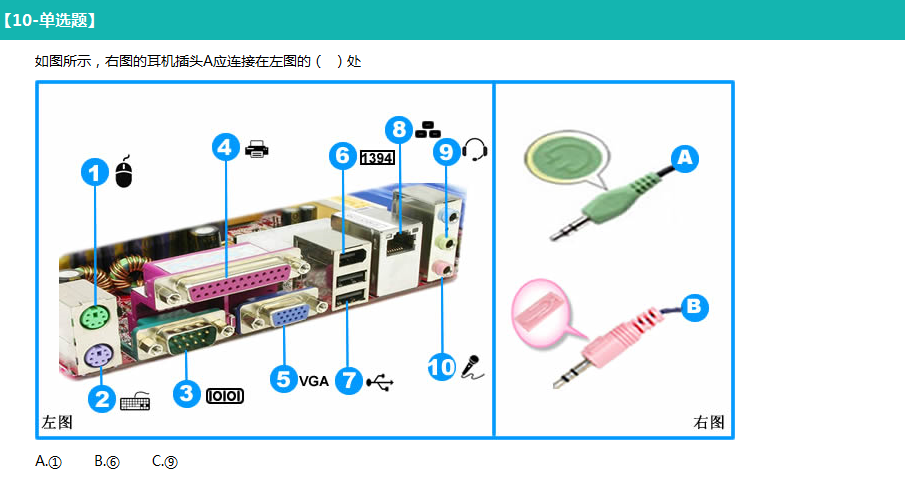 【10-单选题】
如图所示，右图的耳机插头A应连接在左图的（ ）处
8
4
6 1394
9
1
A
B
10
5 VGA
7
2
3 IOIOI
左图
右图
A.① B.⑥ C.⑨